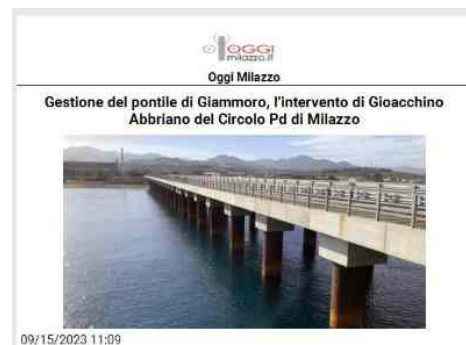 OGGI
milazzo.it
Oggi Milazzo
Gestione del pontile di Giammoro, l'intervento di Gioacchino
Abbriano del Circolo Pd di Milazzo
09/15/2023 11:09